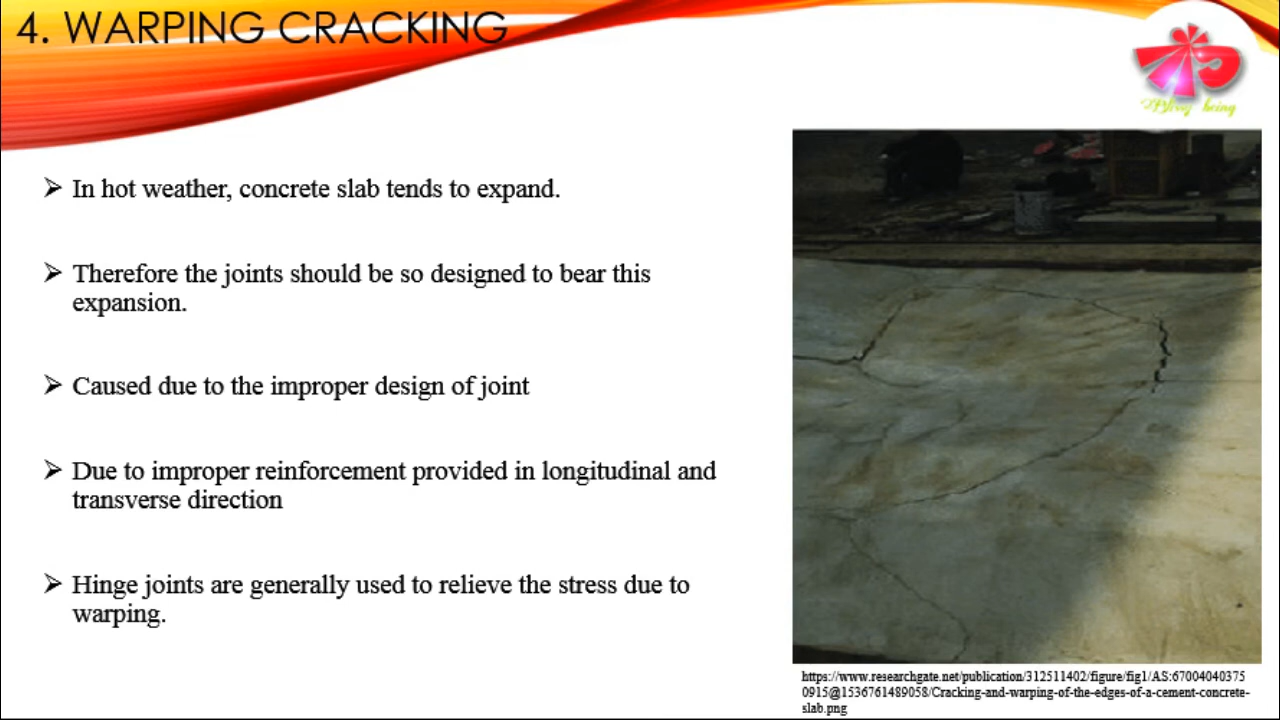 4. WARPING CRACKING
In hot weather, concrete slab tends to expand.
Therefore the joints should be so designed to bear this
expansion.
Caused due to the improper design of joint
Due to improper reinforcement provided in longitudinal and
transverse direction
Hinge joints are generally used to relieve the stress due to
warping.
being
https://www.researchgate.net/publication/312511402/figure/fig1/AS:67004040375
0915@1536761489058/Cracking-and-warping-of-the-edges-of-a-cement-concrete-
slab.png